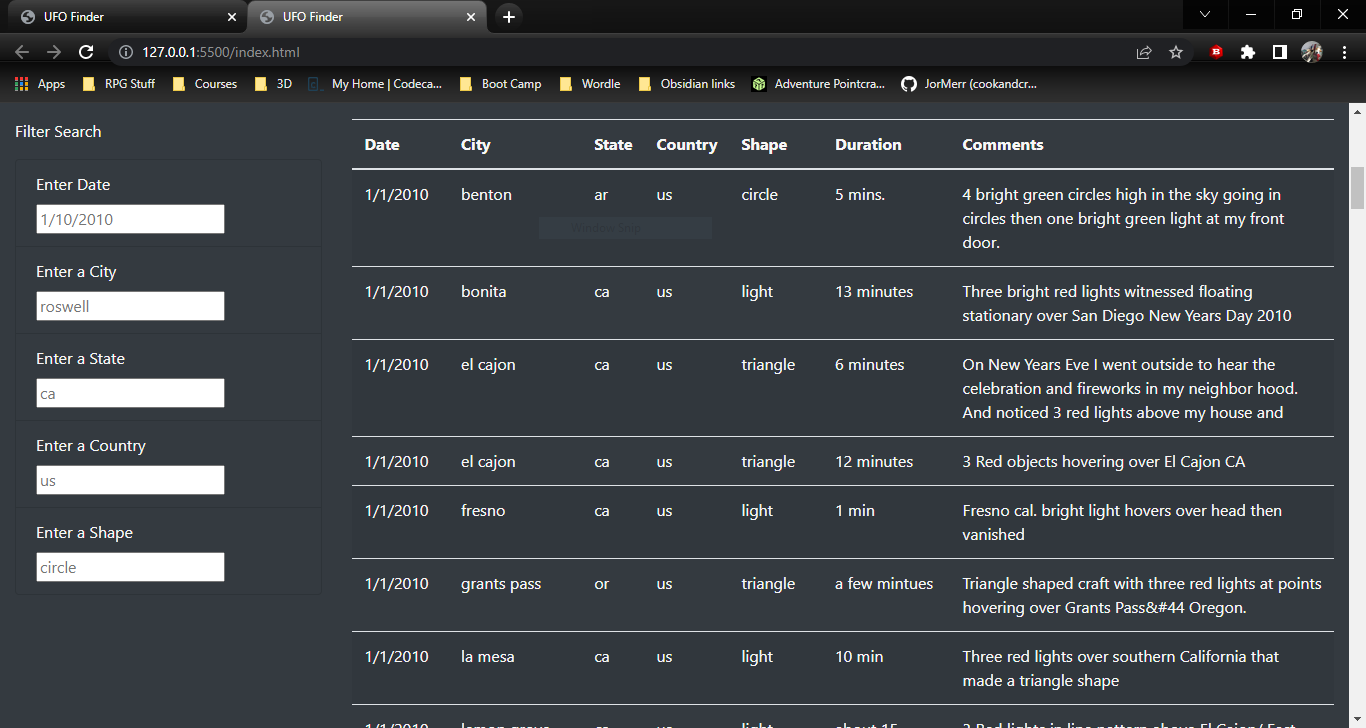 UFO Finder
UFO Finder
127.0.0.1:5500/index.html
Apps
RPG Stuff
Courses
3D
My Home | Codeca...
Boot Camp
Wordle
Obsidian links
Adventure Pointcra...
JorMerr (cookandcr...
Filter Search
Enter Date
1/10/2010
Enter a City
roswell
Enter a State
ca
Enter a Country
us
Enter a Shape
circle
Date City State Country Shape Duration Comments
1/1/2010 benton ar us circle 5 mins. 4 bright green circles high in the sky going in
circles then one bright green light at my front
door.
1/1/2010 bonita ca us light 13 minutes Three bright red lights witnessed floating
stationary over San Diego New Years Day 2010
1/1/2010 el cajon ca us triangle 6 minutes On New Years Eve I went outside to hear the
celebration and fireworks in my neighbor hood.
And noticed 3 red lights above my house and
1/1/2010 el cajon ca us triangle 12 minutes 3 Red objects hovering over El Cajon CA
1/1/2010 fresno ca us light 1 min Fresno cal. bright light hovers over head then
vanished
1/1/2010 grants pass or us triangle a few mintues Triangle shaped craft with three red lights at points
hovering over Grants Pass&#44 Oregon.
1/1/2010 la mesa ca us light 10 min Three red lights over southern California that
made a triangle shape
1/1/2010 lemon grove ca us light about 15 3 Red lights in line pattern above El Cajon/ East